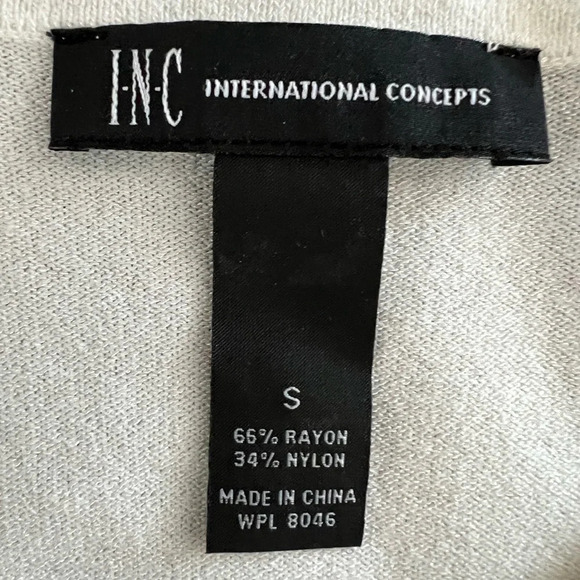 I-N-C INTERNATIONAL CONCEPTS
S
66% RAYON
34% NYLON
MADE IN CHINA
WPL 8046